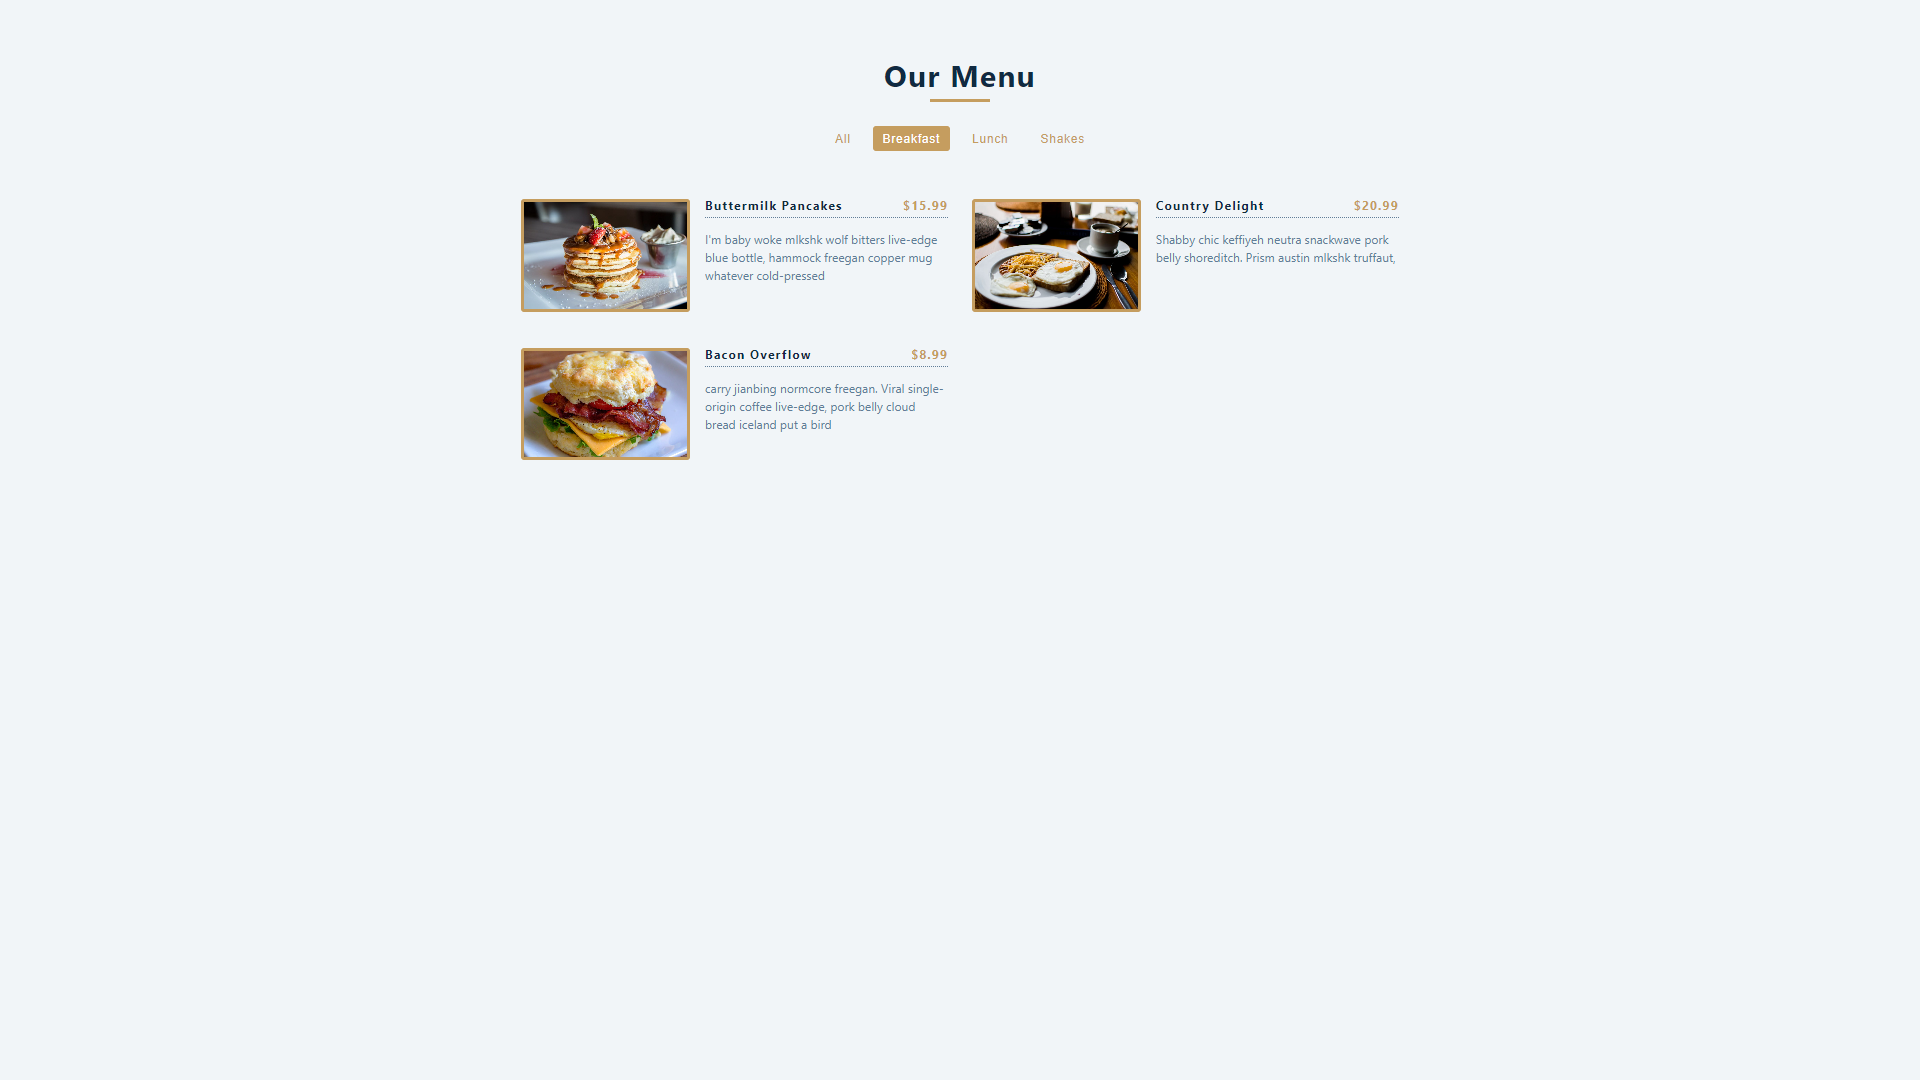 Our Menu
All
Breakfast
Lunch
Shakes
Buttermilk Pancakes
$15.99
I'm baby woke mlkshk wolf bitters live-edge
blue bottle, hammock freegan copper mug
whatever cold-pressed
Country Delight
$20.99
Shabby chic keffiyeh neutra snackwave pork
belly shoreditch. Prism austin mlkshk truffaut,
Bacon Overflow
$8.99
carry jianbing normcore freegan. Viral single-
origin coffee live-edge, pork belly cloud
bread iceland put a bird